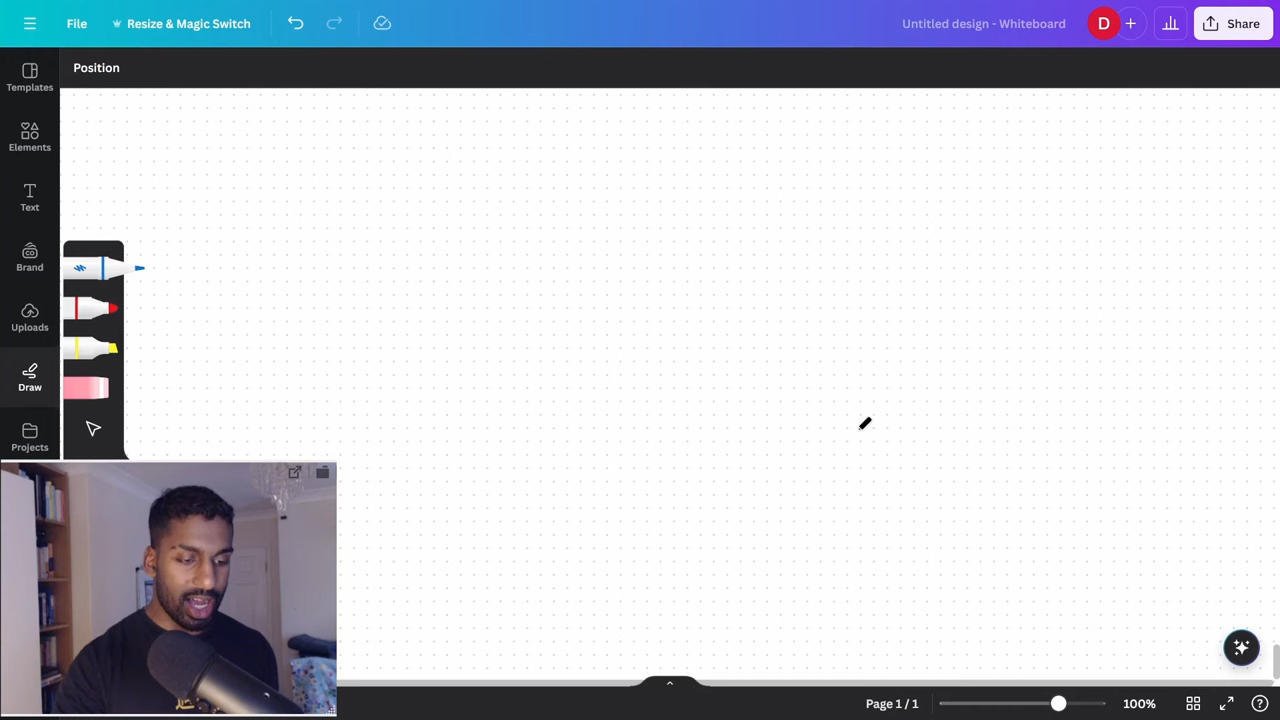 File
Resize & Magic Switch
Untitled design - Whiteboard
D
+
Share
Position
Templates
Elements
T
Text
co
Brand
Uploads
Draw
Projects
Page 1 / 1
100%
?